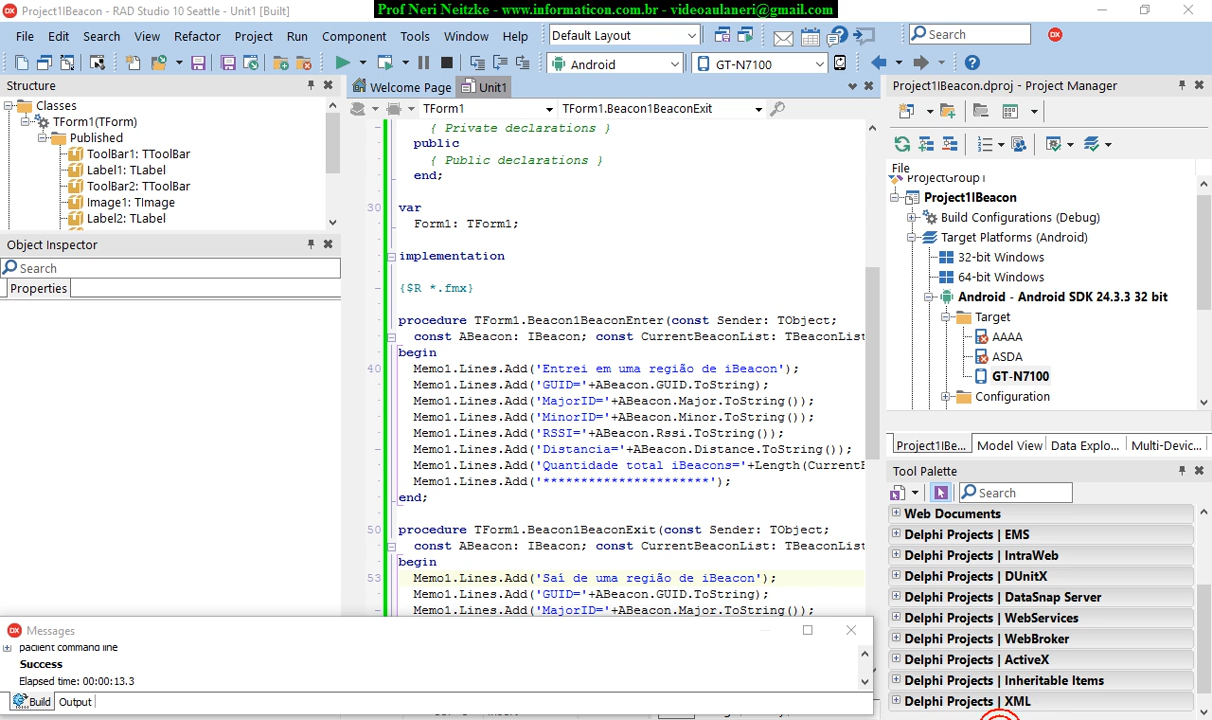 Project1IBeacon - RAD Studio 10 Seattle - Unit1 [Built]
Prof Neri Neitzke - www.informaticon.com.br - videoaulaneri@gmail.com
File Edit Search View Refactor Project Run Component Tools Window Help
Default Layout
Search
Android
GT-N7100
Structure
Classes
TForm1(TForm)
Published
ToolBar1: TToolBar
Label1: TLabel
ToolBar2: TToolBar
Image1: TImage
Label2: TLabel
Object Inspector
Search
Properties
Welcome Page
Unit1
TForm1
TForm1.Beacon1BeaconExit
{ Private declarations }
public
{ Public declarations }
end;
30 var
Form1: TForm1;
implementation
{$R *.fmx}
procedure TForm1.Beacon1BeaconEnter(const Sender: TObject;
const ABeacon: IBeacon; const CurrentBeaconList: TBeaconList
begin
40 Memo1.Lines.Add('Entrei em uma região de iBeacon');
Memo1.Lines.Add('GUID='+ABeacon.GUID.ToString);
Memo1.Lines.Add('MajorID='+ABeacon.Major.ToString());
Memo1.Lines.Add('MinorID='+ABeacon.Minor.ToString());
Memo1.Lines.Add('RSSI='+ABeacon.Rssi.ToString());
Memo1.Lines.Add('Distancia='+ABeacon.Distance.ToString());
Memo1.Lines.Add('Quantidade total iBeacons='+Length(CurrentB
Memo1.Lines.Add('**********************');
end;
50 procedure TForm1.Beacon1BeaconExit(const Sender: TObject;
const ABeacon: IBeacon; const CurrentBeaconList: TBeaconList
begin
53 Memo1.Lines.Add('Saí de uma região de iBeacon');
Memo1.Lines.Add('GUID='+ABeacon.GUID.ToString);
Memo1.Lines.Add('MajorID='+ABeacon.Major.ToString());
Messages
paclient command line
Success
Elapsed time: 00:00:13.3
Build
Output
Project1IBeacon.dproj - Project Manager
File
ProjectGroup1
Project1IBeacon
Build Configurations (Debug)
Target Platforms (Android)
32-bit Windows
64-bit Windows
Android - Android SDK 24.3.3 32 bit
Target
AAAA
ASDA
GT-N7100
Configuration
Project1IBe...
Model View
Data Explo...
Multi-Devic...
Tool Palette
Search
Web Documents
Delphi Projects | EMS
Delphi Projects | IntraWeb
Delphi Projects | DUnitX
Delphi Projects | DataSnap Server
Delphi Projects | WebServices
Delphi Projects | WebBroker
Delphi Projects | ActiveX
Delphi Projects | Inheritable Items
Delphi Projects | XML